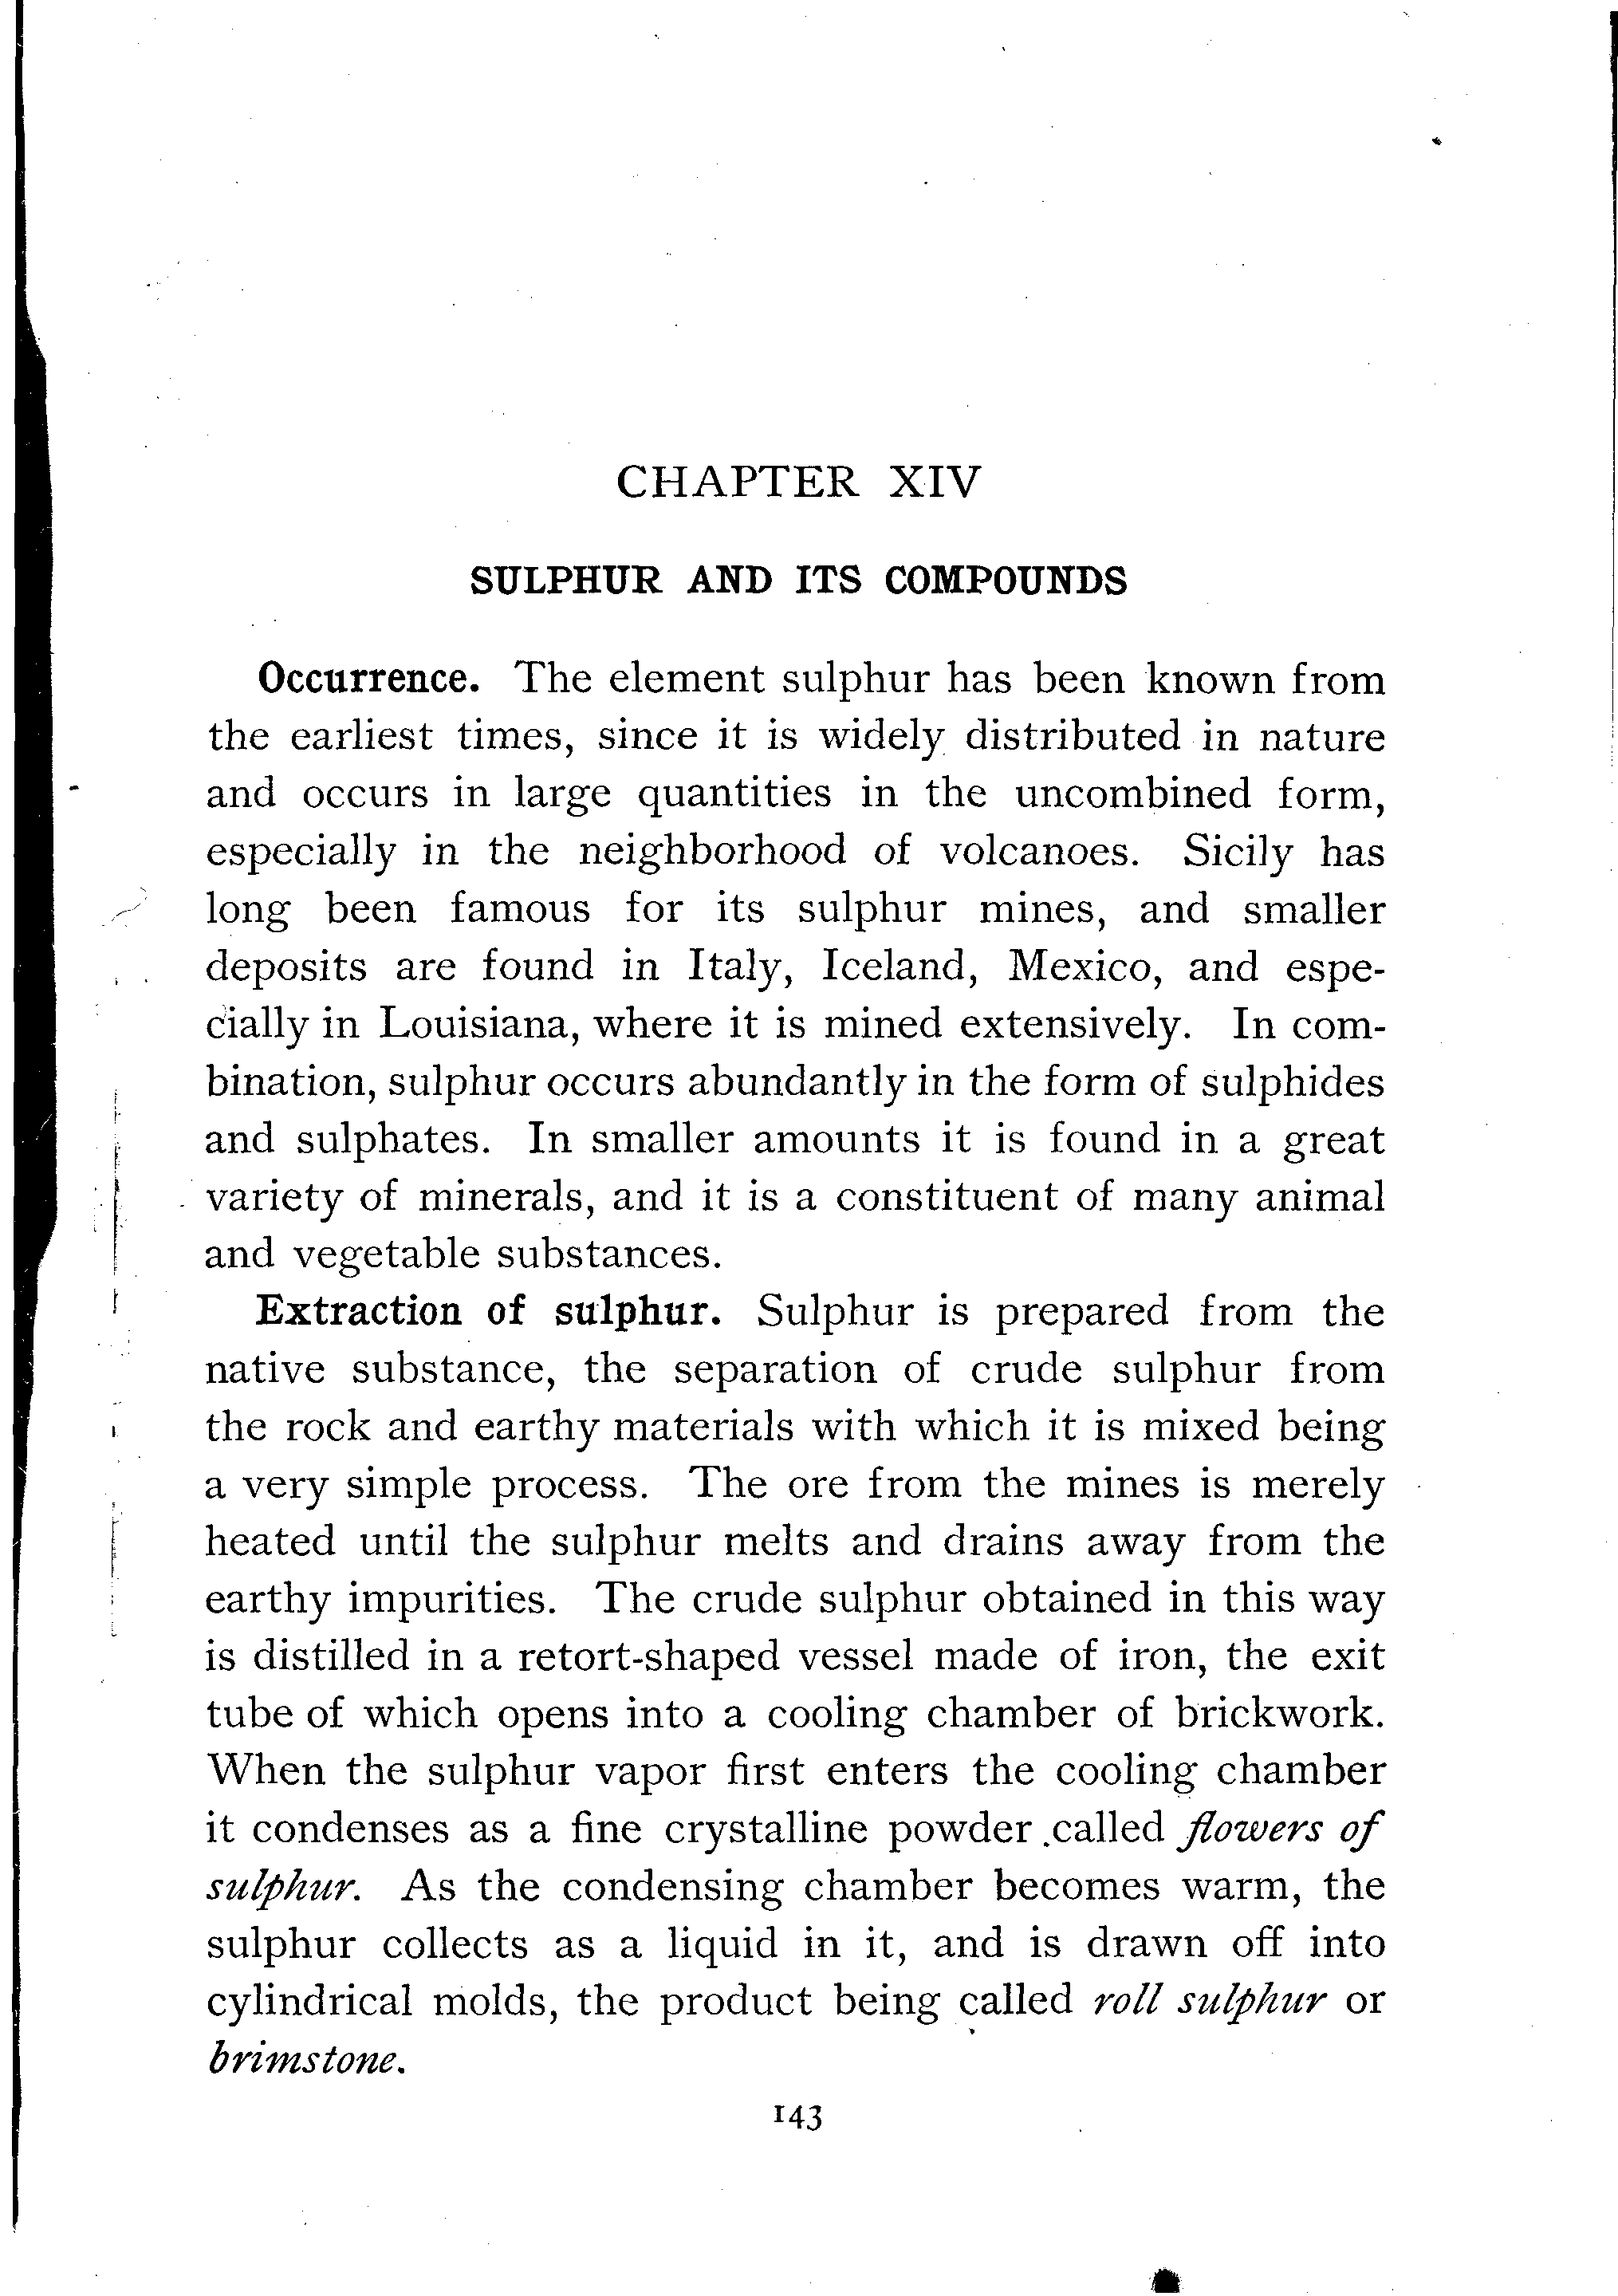 CHAPTER XIV
SULPHUR AND ITS COMPOUNDS
Occurrence. The element sulphur has been known from
the earliest times, since it is widely distributed in nature
and occurs in large quantities in the uncombined form,
especially in the neighborhood of volcanoes. Sicily has
long been famous for its sulphur mines, and smaller
deposits are found in Italy, Iceland, Mexico, and espe-
cially in Louisiana, where it is mined extensively. In com-
bination, sulphur occurs abundantly in the form of sulphides
and sulphates. In smaller amounts it is found in a great
variety of minerals, and it is a constituent of many animal
and vegetable substances.
Extraction of sulphur. Sulphur is prepared from the
native substance, the separation of crude sulphur from
the rock and earthy materials with which it is mixed being
a very simple process. The ore from the mines is merely
heated until the sulphur melts and drains away from the
earthy impurities. The crude sulphur obtained in this way
is distilled in a retort-shaped vessel made of iron, the exit
tube of which opens into a cooling chamber of brickwork.
When the sulphur vapor first enters the cooling chamber
it condenses as a fine crystalline powder called flowers of
sulphur. As the condensing chamber becomes warm, the
sulphur collects as a liquid in it, and is drawn off into
cylindrical molds, the product being called roll sulphur or
brimstone.
143